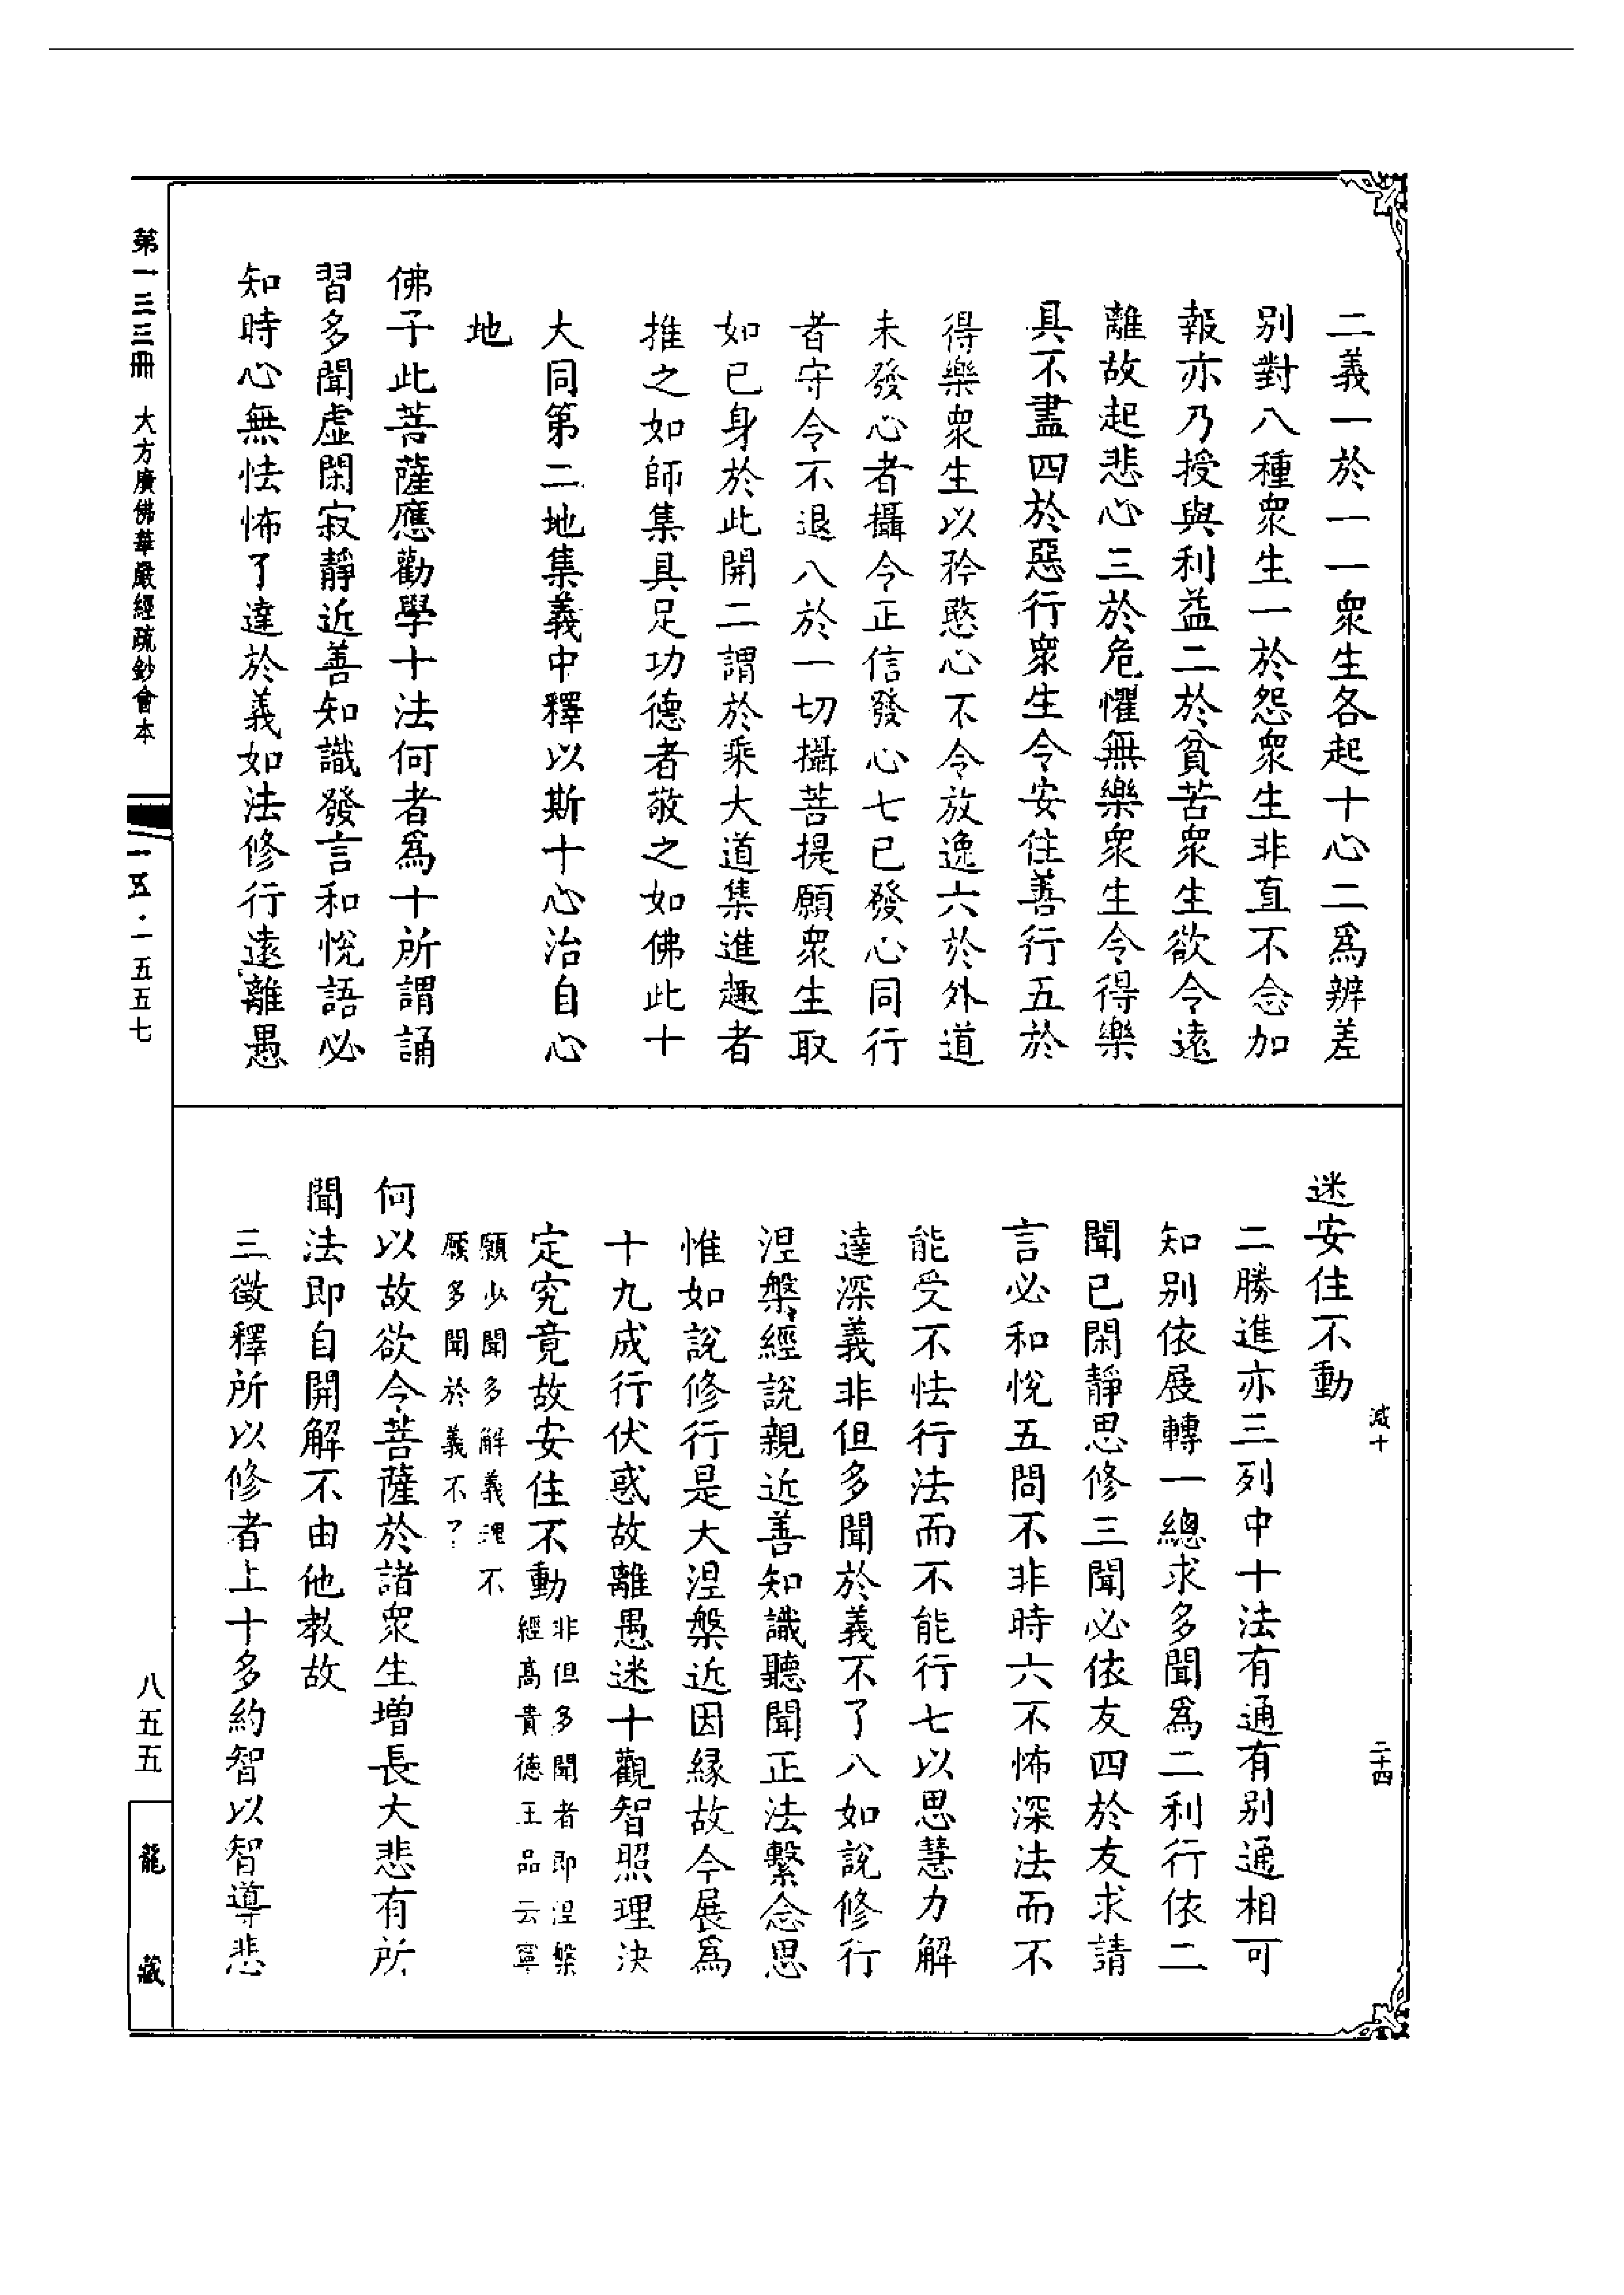 二義一於一一衆生各起十心二爲辨差
别對八種衆生一於怨衆生非直不念加
報亦乃授與利益二於貧苦衆生欲令遠
離故起悲心三於危懼無樂衆生令得樂
具不盡四於惡行衆生令安住善行五於
得樂衆生以矜愍心不令放逸六於外道
未發心者攝令正信發心七已發心同行
者守令不退八於一切攝菩提願衆生取
如已身於此開二謂於乘大道集進趣者
推之如師集具足功德者敬之如佛此十
大同第二地集義中釋以斯十心治自心
地
佛子此菩薩應勸學十法何者爲十所謂誦
習多聞虛閑寂靜近善知識發言和悅語必
知時心無怯怖了達於義如法修行遠離愚
迷安住不動
二勝進亦三列中十法有通有别通相可
知别依展轉一總求多聞爲二利行依二
聞已閑靜思修三聞必依友四於友求請
言必和悅五問不非時六不怖深法而不
能受不怯行法而不能行七以思慧力解
達深義非但多聞於義不了八如說修行
涅槃經說親近善知識聽聞正法繫念思
惟如說修行是大涅槃近因緣故今展爲
十九成行伏惑故離愚迷十觀智照理決
定究竟故安住不動非但多聞者即涅槃
經高貴德王品云寧
願少聞多解義理不
願多聞於義不了
何以故欲令菩薩於諸衆生增長大悲有所
聞法即自開解不由他教故
三徵釋所以修者上十多約智以智導悲
減十
二十四
第一三三冊 大方廣佛華嚴經疏鈔會本
一五·一五五七
八五五
龍藏